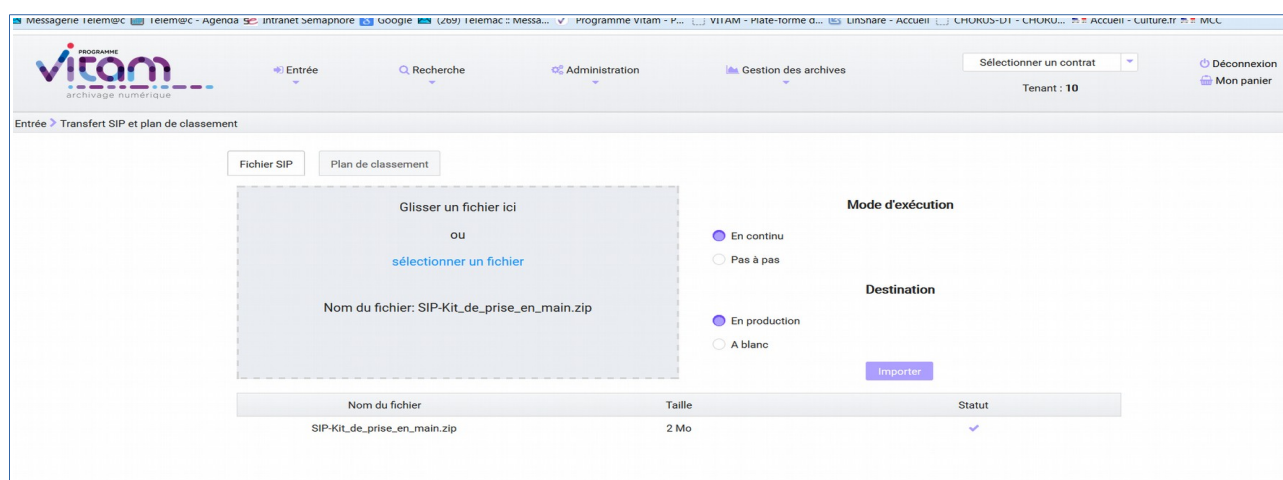 Messagerie Telem@c Telem@c - Agenda Intranet Semaphore Google (269) Telemac :: Messa... Programme Vitam - P... VITAM - Plate-forme d... LinShare - Accueil CHORUS-DT - CHORU... Accueil - Culture.fr MCC
PROGRAMME
vitam
archivage numérique
Entrée Recherche Administration Gestion des archives
Sélectionner un contrat
Tenant : 10
Déconnexion
Mon panier
Entrée > Transfert SIP et plan de classement
Fichier SIP Plan de classement
Glisser un fichier ici
ou
sélectionner un fichier
Nom du fichier: SIP-Kit_de_prise_en_main.zip
Mode d'exécution
En continu
Pas à pas
Destination
En production
A blanc
Importer
Nom du fichier Taille Statut
SIP-Kit_de_prise_en_main.zip 2 Mo